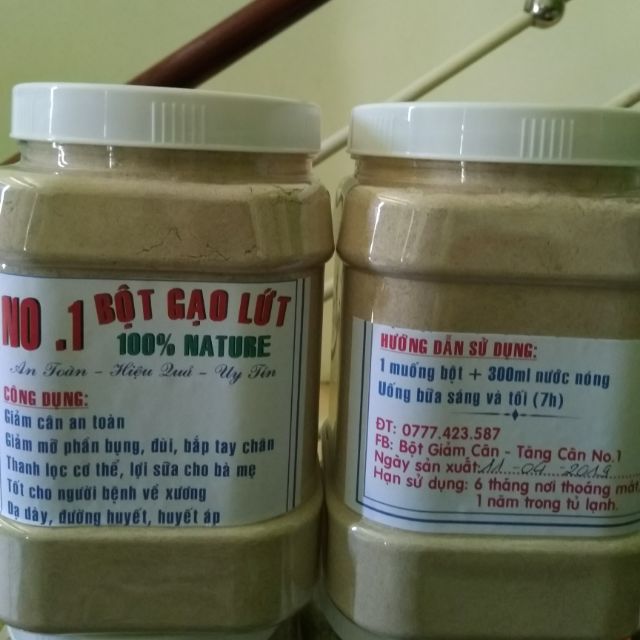 NO .1 BỘT GẠO LỨT
100% NATURE
An Toàn - Hiệu Quả - Uy Tín
CÔNG DỤNG:
Giảm cân an toàn
Giảm mỡ phần bụng, đùi, bắp tay chân
Thanh lọc cơ thể, lợi sữa cho bà mẹ
Tốt cho người bệnh về xương
Dạ dày, đường huyết, huyết áp
HƯỚNG DẪN SỬ DỤNG:
1 muỗng bột + 300ml nước nóng
Uống bữa sáng và tối (7h)
ĐT: 0777.423.587
FB: Bột Giảm Cân - Tăng Cân No.1
Ngày sản xuất: 11 - 04 - 2019
Hạn sử dụng: 6 tháng nơi thoáng mát
1 năm trong tủ lạnh.